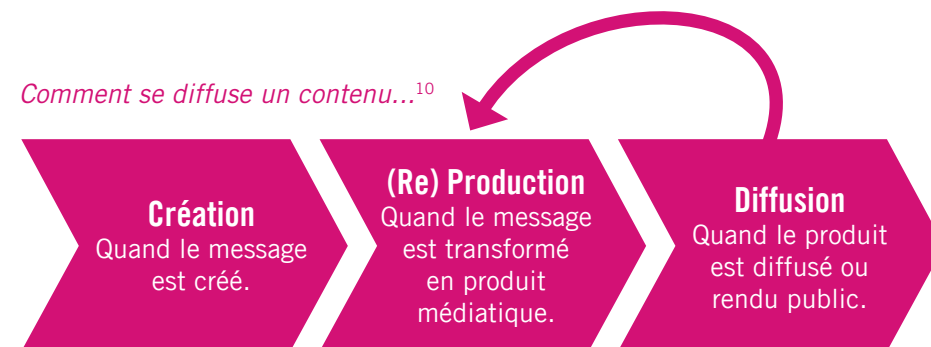 Comment se diffuse un contenu...10
Création
Quand le message
est créé.
(Re) Production
Quand le message
est transformé
en produit
médiatique.
Diffusion
Quand le produit
est diffusé ou
rendu public.